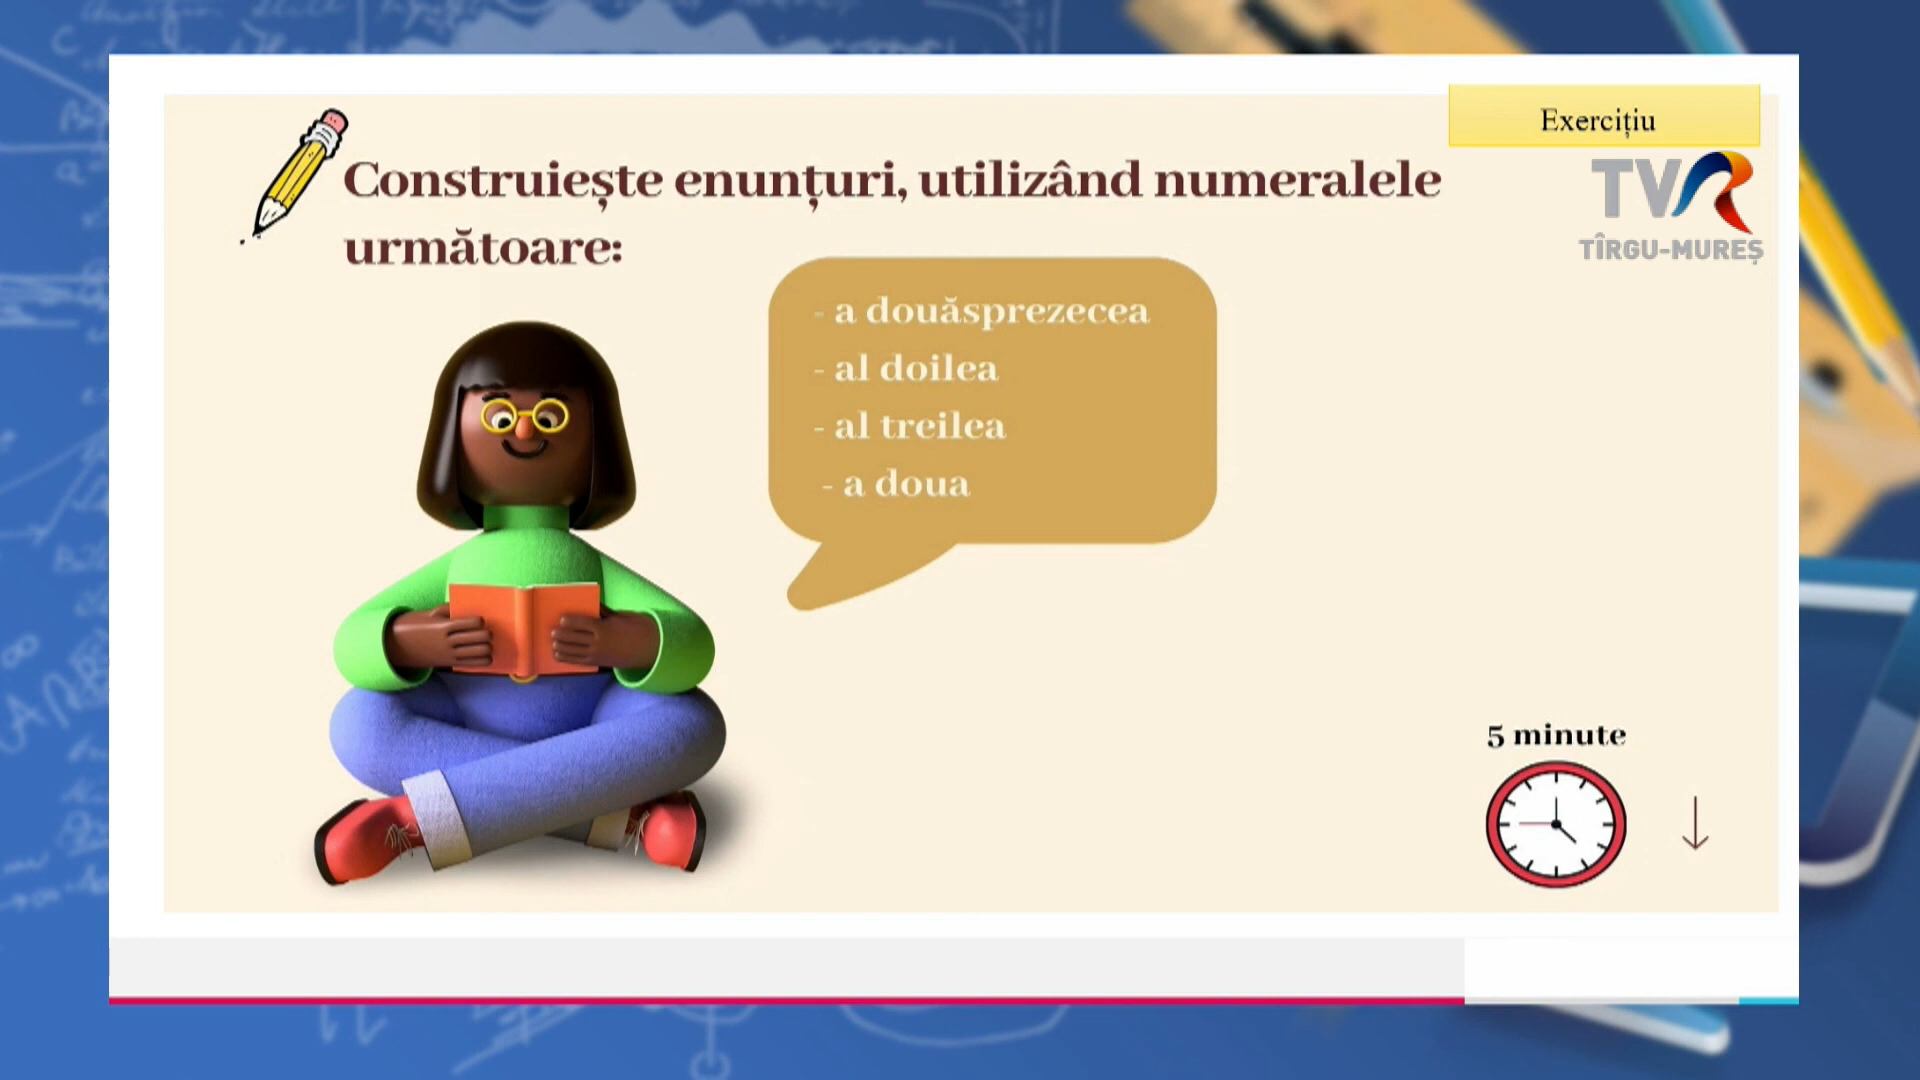 Exercițiu
Construiește enunțuri, utilizând numeralele
următoare:
TVR
TÎRGU-MUREȘ
- a douăsprezecea
- al doilea
- al treilea
- a doua
5 minute